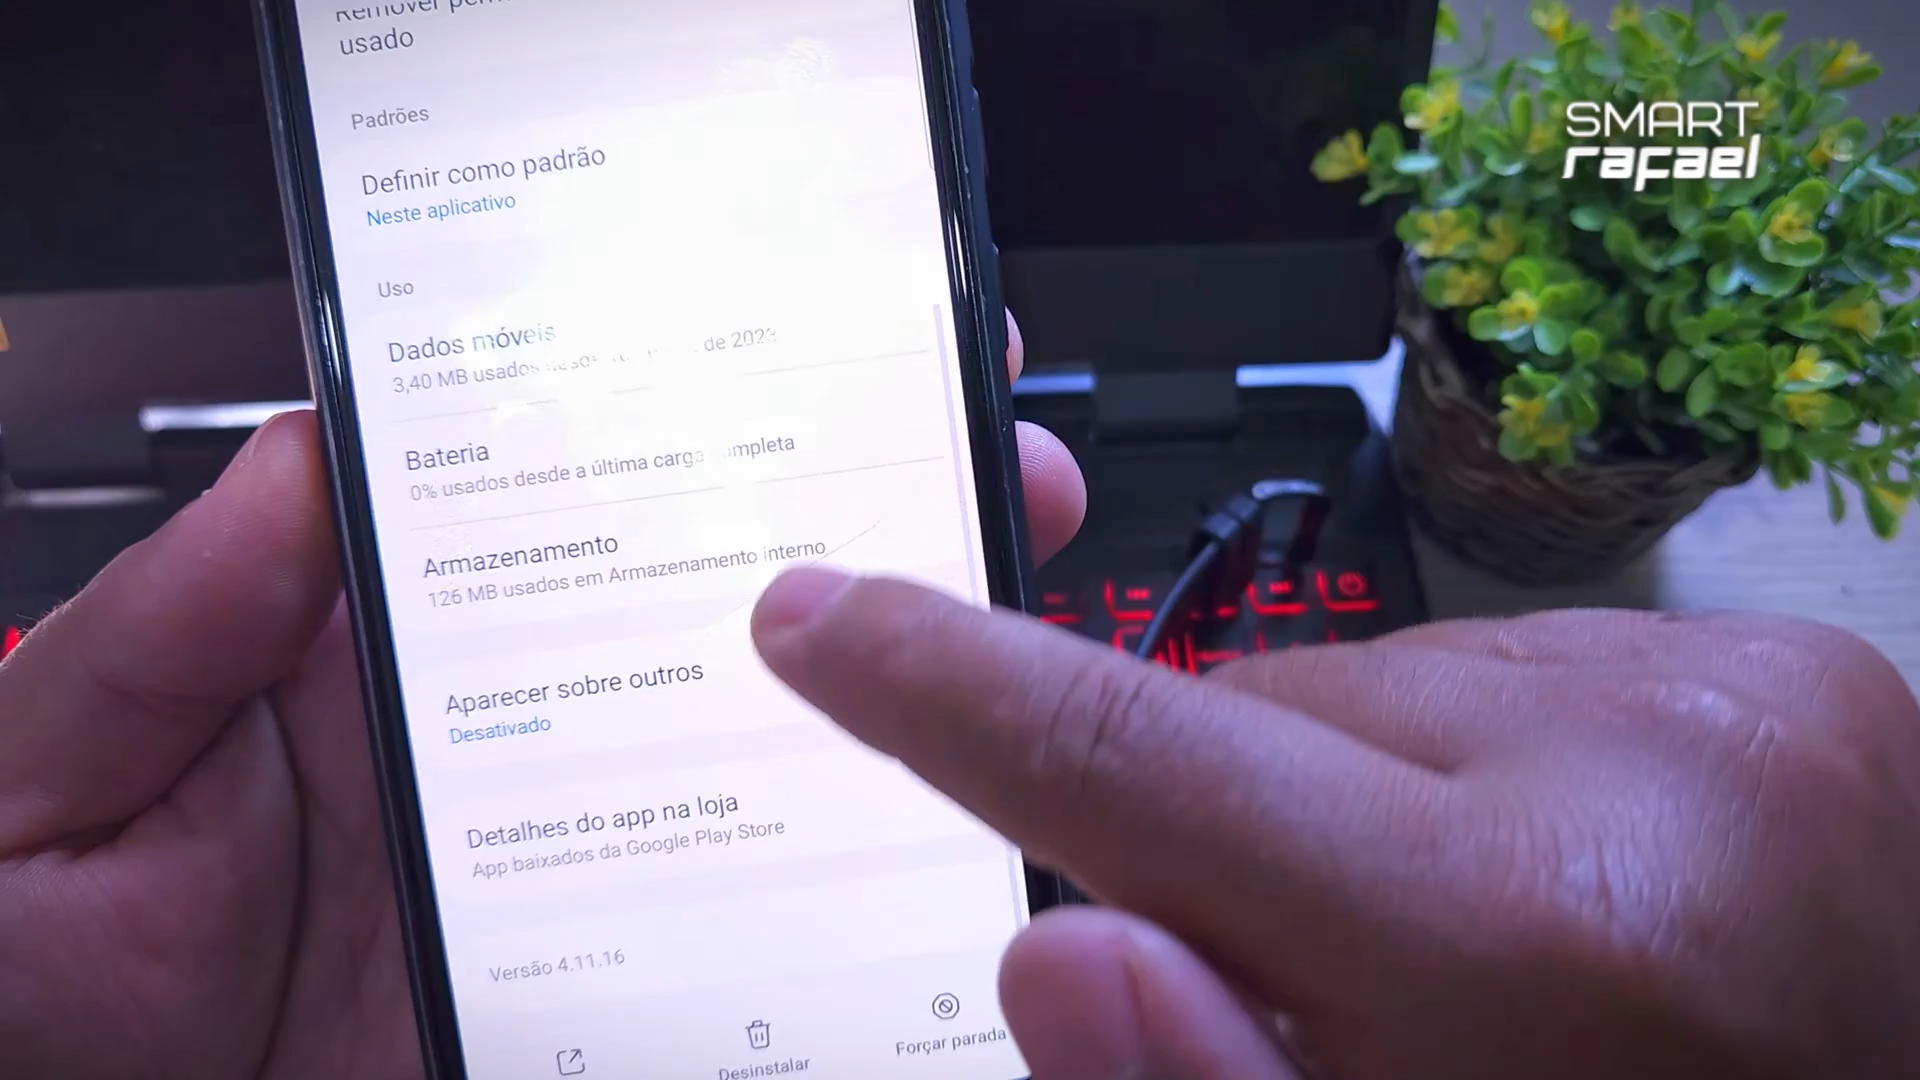 Remover
usado
Padrões
Definir como padrão
Neste aplicativo
Uso
Dados móveis
3,40 MB usados de 2023
Bateria
0% usados desde a última carga completa
Armazenamento
126 MB usados em Armazenamento interno
Aparecer sobre outros
Desativado
Detalhes do app na loja
App baixados da Google Play Store
Versão 4.11.16
Desinstalar
Forçar parada
SMART
rafael